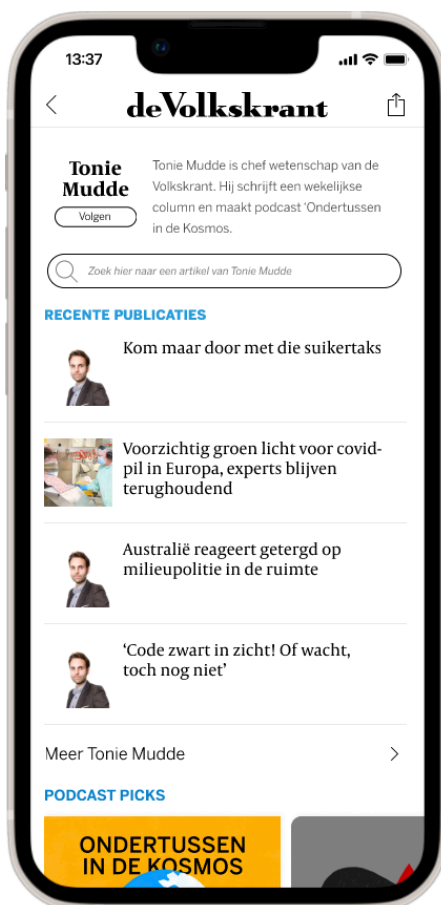 13:37
deVolkskrant
Tonie
Mudde
Volgen
Tonie Mudde is chef wetenschap van de
Volkskrant. Hij schrijft een wekelijkse
column en maakt podcast 'Ondertussen
in de Kosmos.
Zoek hier naar een artikel van Tonie Mudde
RECENTE PUBLICATIES
Kom maar door met die suikertaks
Voorzichtig groen licht voor covid-
pil in Europa, experts blijven
terughoudend
Australië reageert getergd op
milieupolitie in de ruimte
‘Code zwart in zicht! Of wacht,
toch nog niet’
Meer Tonie Mudde
PODCAST PICKS
ONDERTUSSEN
IN DE KOSMOS